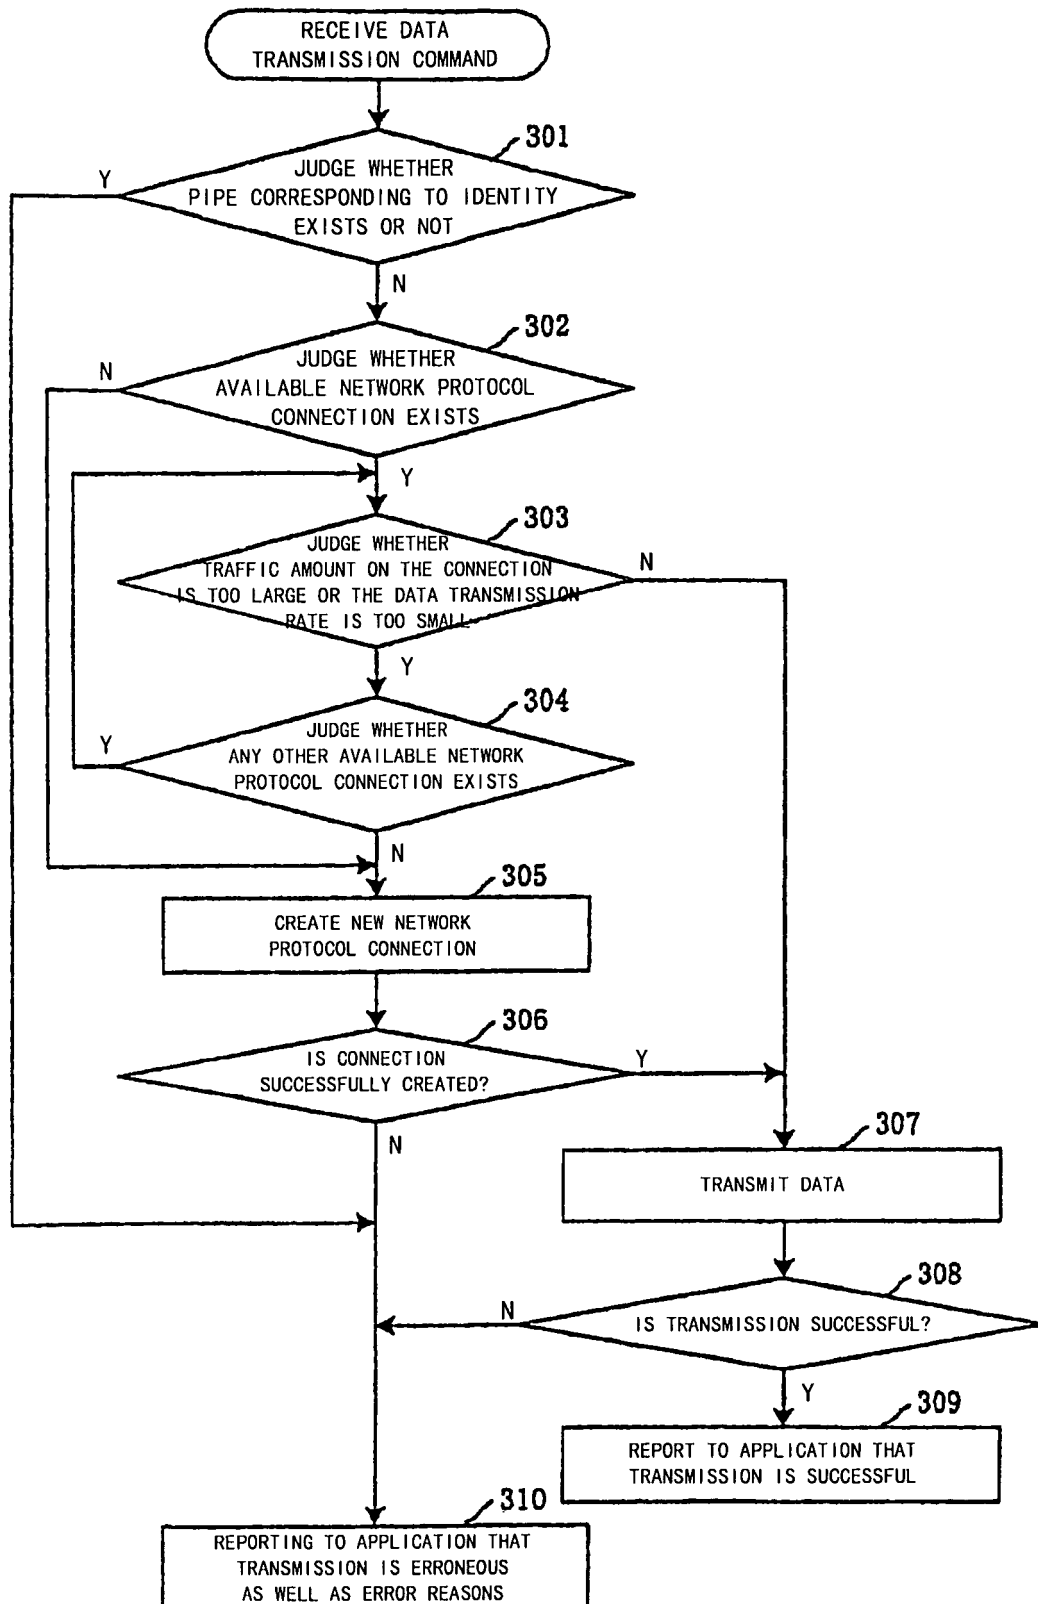 RECEIVE DATA
TRANSMISSION COMMAND
301
JUDGE WHETHER
PIPE CORRESPONDING TO IDENTITY
EXISTS OR NOT
Y
N
302
JUDGE WHETHER
AVAILABLE NETWORK PROTOCOL
CONNECTION EXISTS
N
Y
303
JUDGE WHETHER
TRAFFIC AMOUNT ON THE CONNECTION
IS TOO LARGE OR THE DATA TRANSMISSION
RATE IS TOO SMALL
N
Y
304
JUDGE WHETHER
ANY OTHER AVAILABLE NETWORK
PROTOCOL CONNECTION EXISTS
Y
N
305
CREATE NEW NETWORK
PROTOCOL CONNECTION
306
IS CONNECTION
SUCCESSFULLY CREATED?
Y
N
307
TRANSMIT DATA
308
IS TRANSMISSION SUCCESSFUL?
N
Y
309
REPORT TO APPLICATION THAT
TRANSMISSION IS SUCCESSFUL
310
REPORTING TO APPLICATION THAT
TRANSMISSION IS ERRONEOUS
AS WELL AS ERROR REASONS